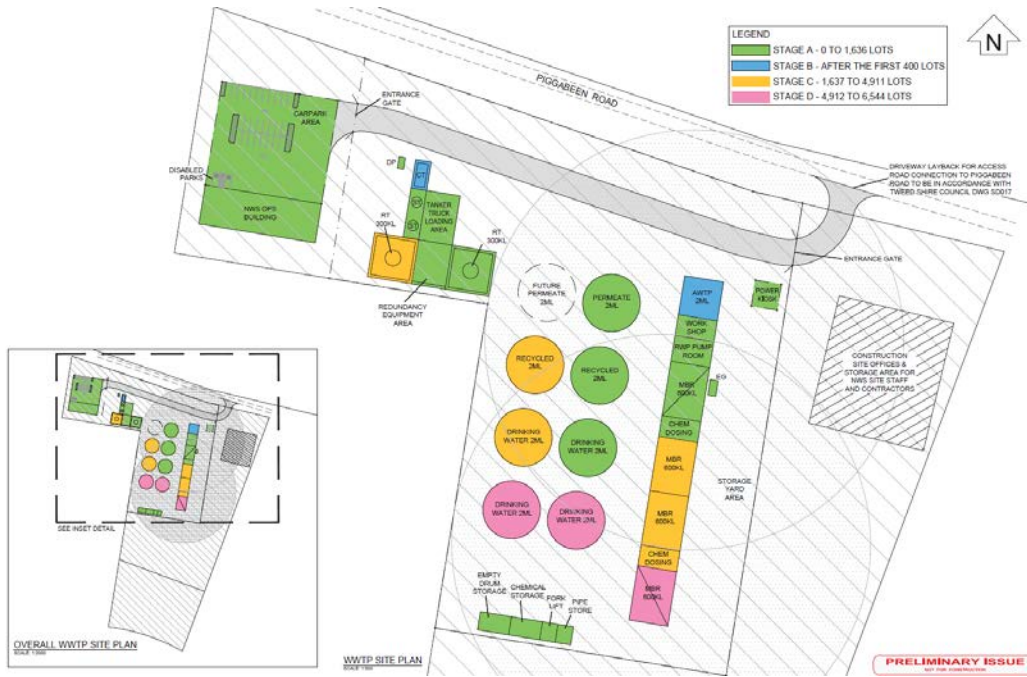 LEGEND
STAGE A - 0 TO 1,636 LOTS
STAGE B - AFTER THE FIRST 400 LOTS
STAGE C - 1,637 TO 4,911 LOTS
STAGE D - 4,912 TO 6,544 LOTS
N
PIGGABEEN ROAD
ENTRANCE
GATE
CARPARK
AREA
DISABLED
PARKS
NWS OPS
BUILDING
DP
CT
ST
ST
TANKER
TRUCK
LOADING
AREA
RT
300KL
RT
300KL
REDUNDANCY
EQUIPMENT
AREA
DRIVEWAY LAYBACK FOR ACCESS
ROAD CONNECTION TO PIGGABEEN
ROAD TO BE IN ACCORDANCE WITH
TWEED SHIRE COUNCIL DWG SD017
ENTRANCE GATE
FUTURE
PERMEATE
2ML
PERMEATE
2ML
AWTP
2ML
POWER
KIOSK
WORK
SHOP
RWP PUMP
ROOM
RECYCLED
2ML
RECYCLED
2ML
MBR
600KL
EG
CHEM
DOSING
CONSTRUCTION
SITE OFFICES &
STORAGE AREA FOR
NWS SITE STAFF
AND CONTRACTORS
DRINKING
WATER 2ML
DRINKING
WATER 2ML
MBR
600KL
STORAGE
YARD
AREA
DRINKING
WATER 2ML
DRINKING
WATER 2ML
MBR
600KL
CHEM
DOSING
MBR
600KL
EMPTY
DRUM
STORAGE
CHEMICAL
STORAGE
FORK
LIFT
PIPE
STORE
SEE INSET DETAIL
OVERALL WWTP SITE PLAN
WWTP SITE PLAN
PRELIMINARY ISSUE
NOT FOR CONSTRUCTION